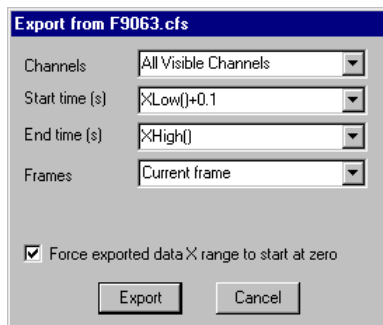 Export from F9063.cfs
Channels All Visible Channels
Start time (s) XLow()+0.1
End time (s) XHigh()
Frames Current frame
Force exported data X range to start at zero
Export Cancel